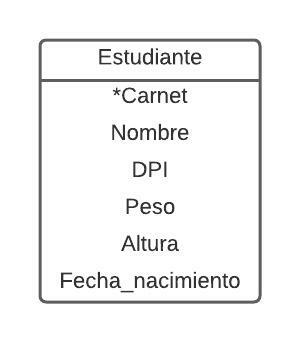 Estudiante
*Carnet
Nombre
DPI
Peso
Altura
Fecha_nacimiento